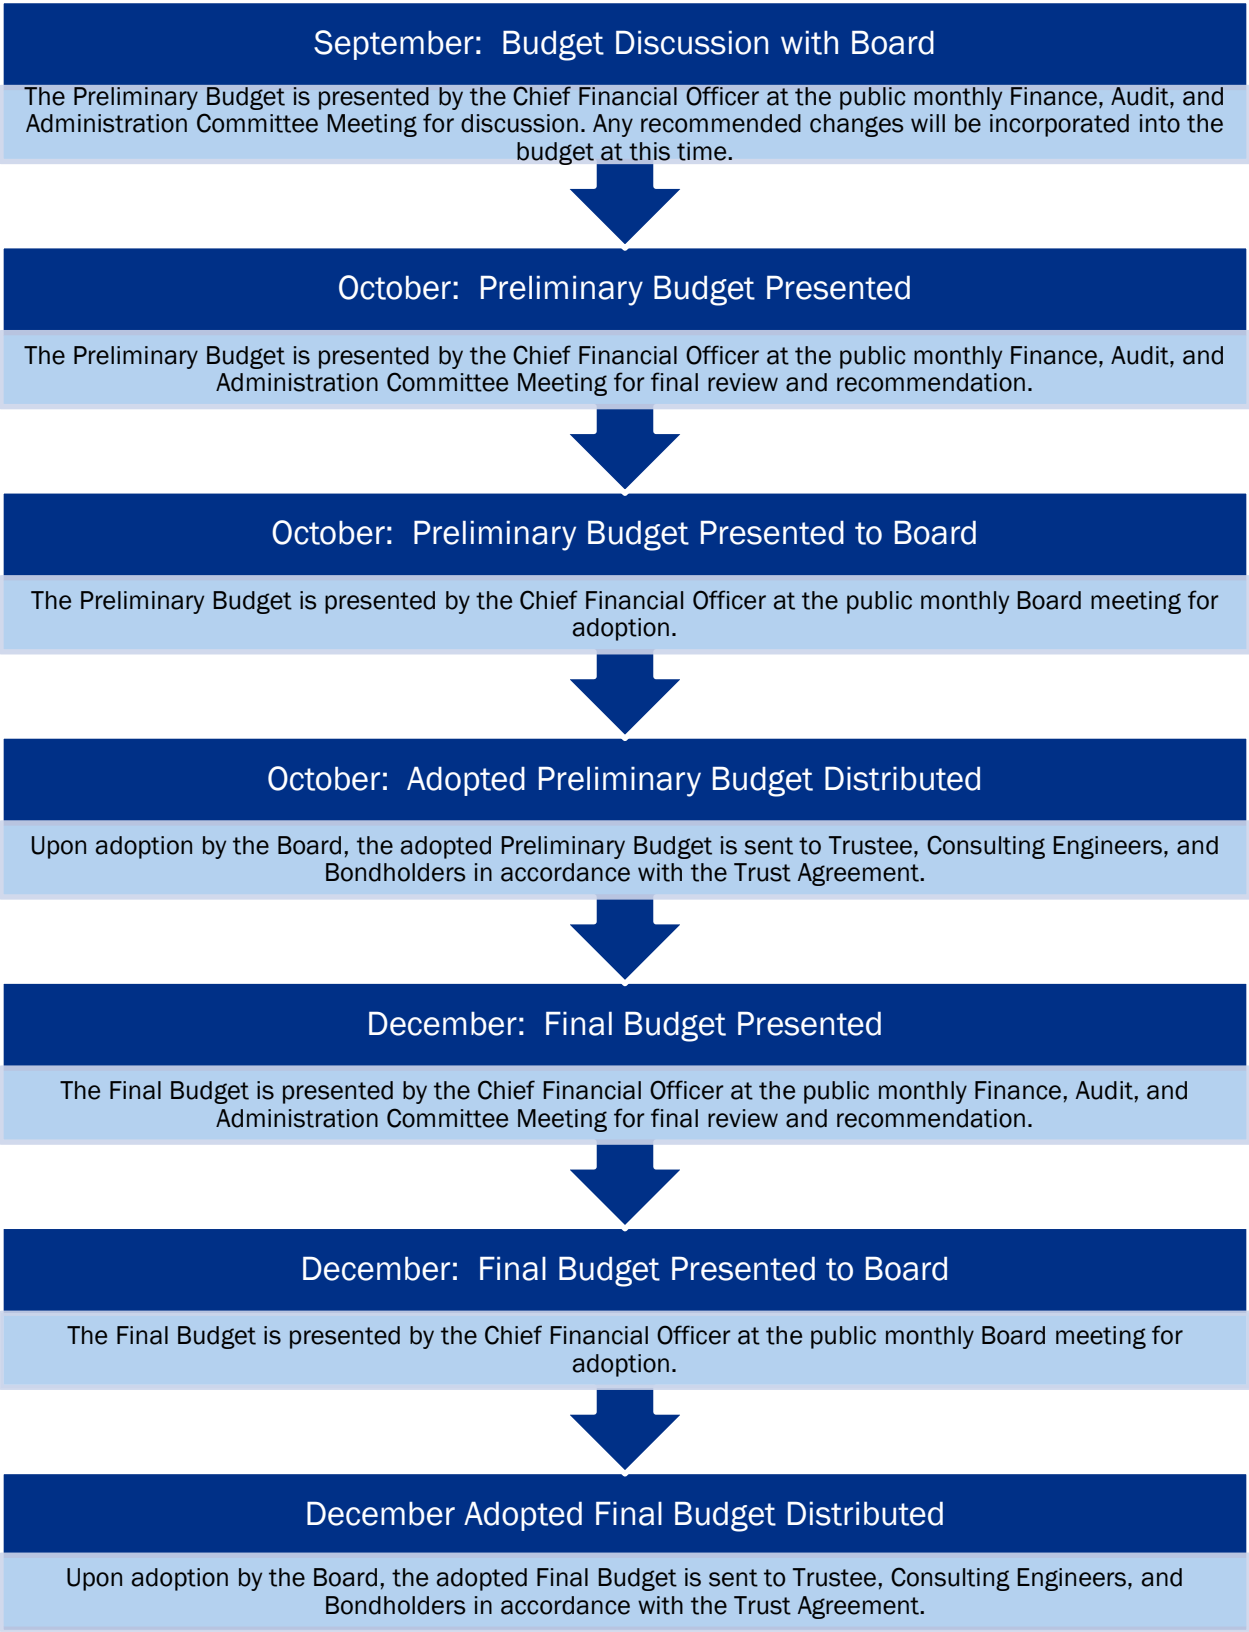 September:  Budget Discussion with Board
The Preliminary Budget is presented by the Chief Financial Officer at the public monthly Finance, Audit, and
Administration Committee Meeting for discussion. Any recommended changes will be incorporated into the
budget at this time.
October:  Preliminary Budget Presented
The Preliminary Budget is presented by the Chief Financial Officer at the public monthly Finance, Audit, and
Administration Committee Meeting for final review and recommendation.
October:  Preliminary Budget Presented to Board
The Preliminary Budget is presented by the Chief Financial Officer at the public monthly Board meeting for
adoption.
October:  Adopted Preliminary Budget Distributed
Upon adoption by the Board, the adopted Preliminary Budget is sent to Trustee, Consulting Engineers, and
Bondholders in accordance with the Trust Agreement.
December:  Final Budget Presented
The Final Budget is presented by the Chief Financial Officer at the public monthly Finance, Audit, and
Administration Committee Meeting for final review and recommendation.
December:  Final Budget Presented to Board
The Final Budget is presented by the Chief Financial Officer at the public monthly Board meeting for
adoption.
December Adopted Final Budget Distributed
Upon adoption by the Board, the adopted Final Budget is sent to Trustee, Consulting Engineers, and
Bondholders in accordance with the Trust Agreement.